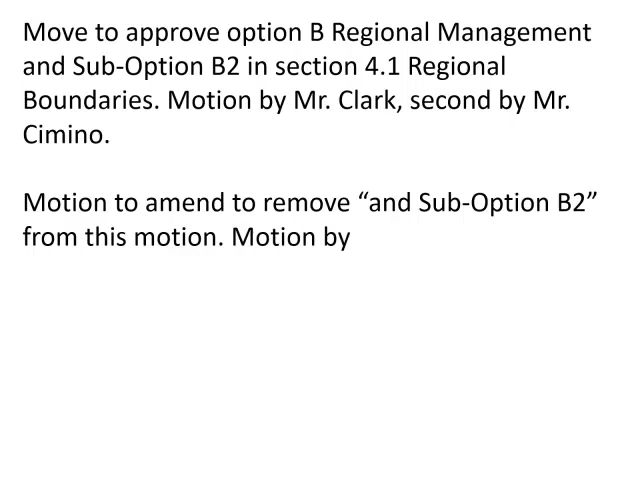 Move to approve option B Regional Management
and Sub-Option B2 in section 4.1 Regional
Boundaries. Motion by Mr. Clark, second by Mr.
Cimino.
Motion to amend to remove “and Sub-Option B2”
from this motion. Motion by